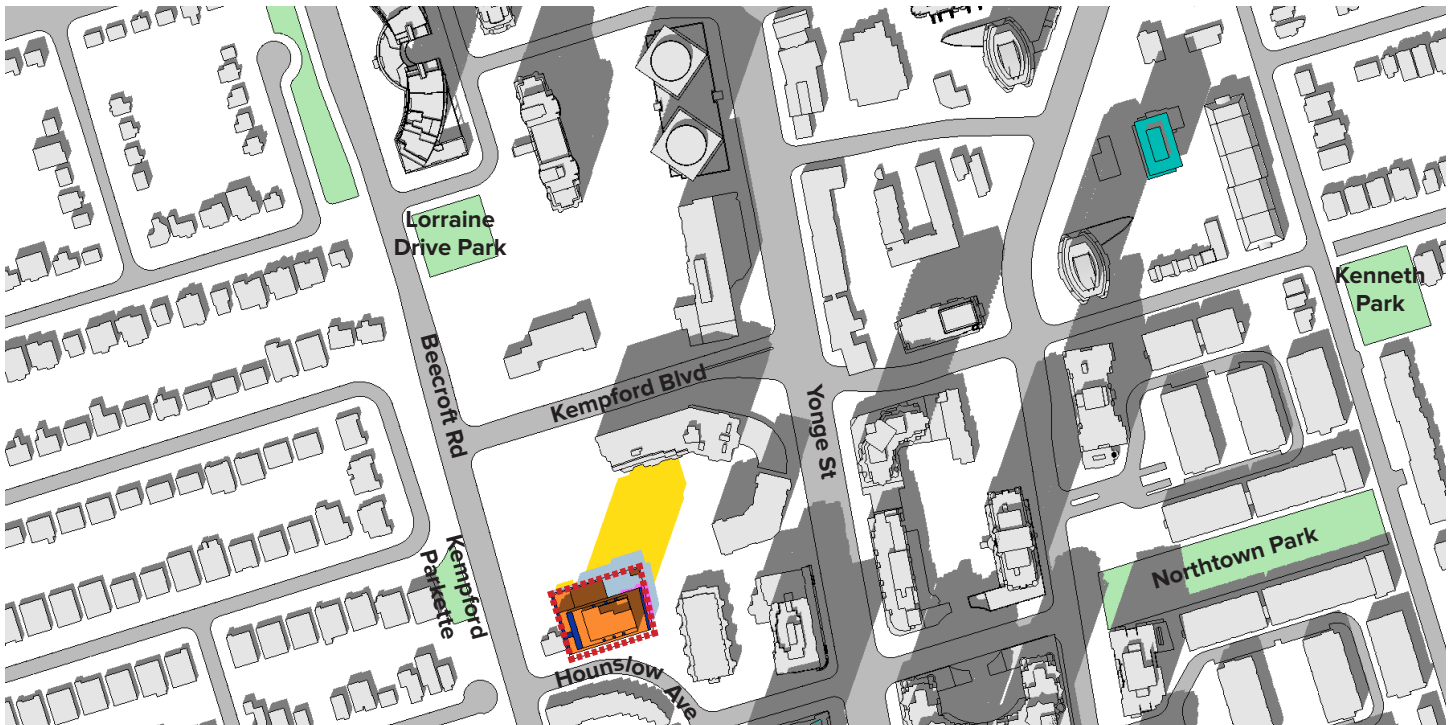 Lorraine
Drive Park
Kenneth
Park
Beecroft Rd
Kempford Blvd
Yonge St
Kempford
Parkette
Northtown Park
Hounslow Ave